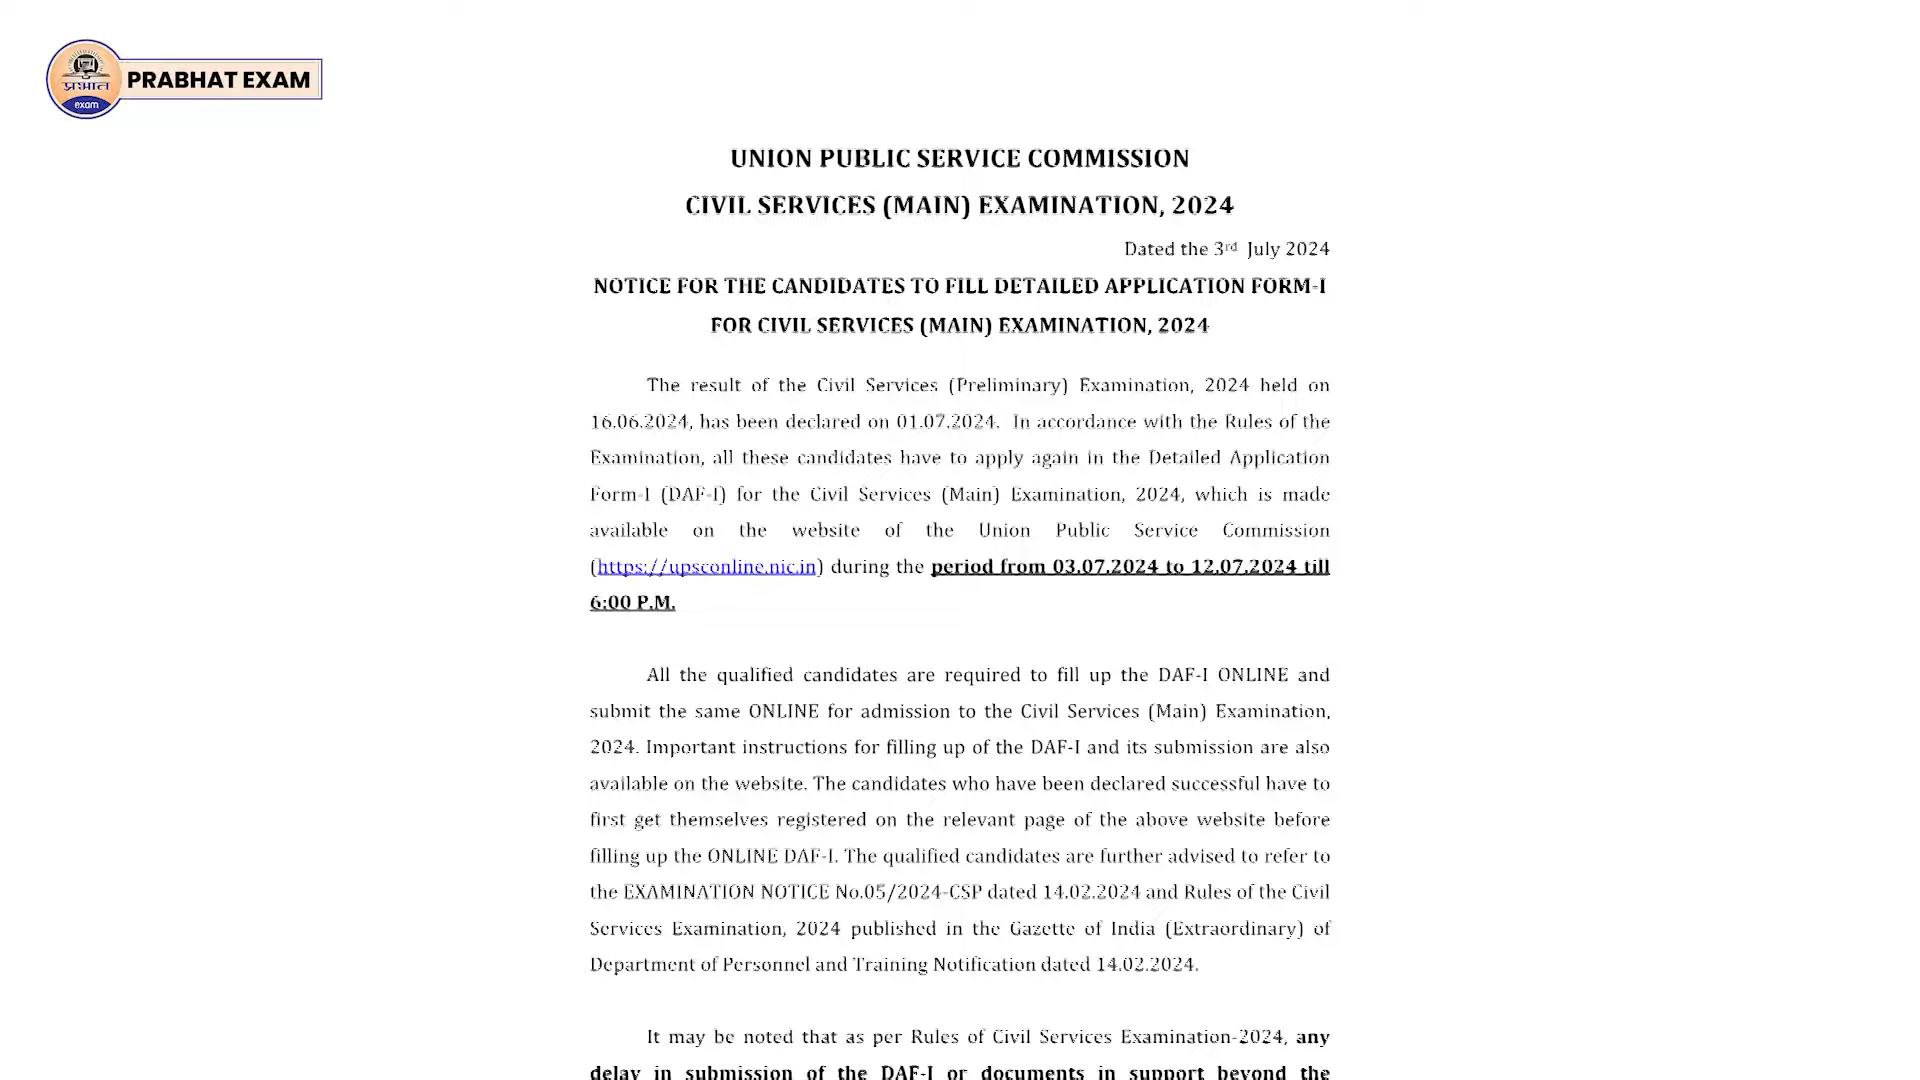 प्रभात
exam
PRABHAT EXAM
UNION PUBLIC SERVICE COMMISSION
CIVIL SERVICES (MAIN) EXAMINATION, 2024
Dated the 3rd July 2024
NOTICE FOR THE CANDIDATES TO FILL DETAILED APPLICATION FORM-I
FOR CIVIL SERVICES (MAIN) EXAMINATION, 2024
The result of the Civil Services (Preliminary) Examination, 2024 held on
16.06.2024, has been declared on 01.07.2024. In accordance with the Rules of the
Examination, all these candidates have to apply again in the Detailed Application
Form-I (DAF-I) for the Civil Services (Main) Examination, 2024, which is made
available on the website of the Union Public Service Commission
(https://upsconline.nic.in) during the period from 03.07.2024 to 12.07.2024 till
6:00 P.M.
All the qualified candidates are required to fill up the DAF-I ONLINE and
submit the same ONLINE for admission to the Civil Services (Main) Examination,
2024. Important instructions for filling up of the DAF-I and its submission are also
available on the website. The candidates who have been declared successful have to
first get themselves registered on the relevant page of the above website before
filling up the ONLINE DAF-I. The qualified candidates are further advised to refer to
the EXAMINATION NOTICE No.05/2024-CSP dated 14.02.2024 and Rules of the Civil
Services Examination, 2024 published in the Gazette of India (Extraordinary) of
Department of Personnel and Training Notification dated 14.02.2024.
It may be noted that as per Rules of Civil Services Examination-2024, any
delay in submission of the DAF-I or documents in support beyond the